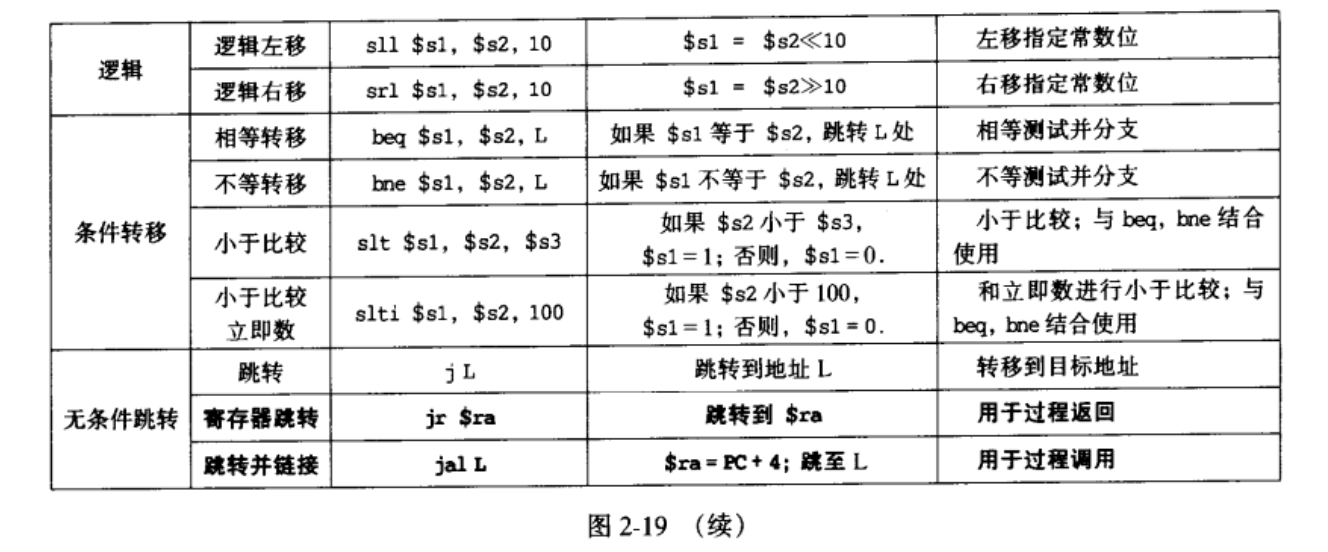 逻辑 逻辑左移 sll $s1, $s2, 10 $s1 = $s2≪10 左移指定常数位
逻辑右移 srl $s1, $s2, 10 $s1 = $s2≫10 右移指定常数位
条件转移 相等转移 beq $s1, $s2, L 如果 $s1 等于 $s2, 跳转 L 处 相等测试并分支
不等转移 bne $s1, $s2, L 如果 $s1 不等于 $s2, 跳转 L 处 不等测试并分支
小于比较 slt $s1, $s2, $s3 如果 $s2 小于 $s3,
$s1=1; 否则, $s1=0. 小于比较; 与 beq, bne 结合
使用
小于比较
立即数 slti $s1, $s2, 100 如果 $s2 小于 100,
$s1=1; 否则, $s1=0. 和立即数进行小于比较; 与
beq, bne 结合使用
无条件跳转 跳转 j L 跳转到地址 L 转移到目标地址
寄存器跳转 jr $ra 跳转到 $ra 用于过程返回
跳转并链接 jal L $ra=PC+4; 跳至 L 用于过程调用
图 2-19 (续)